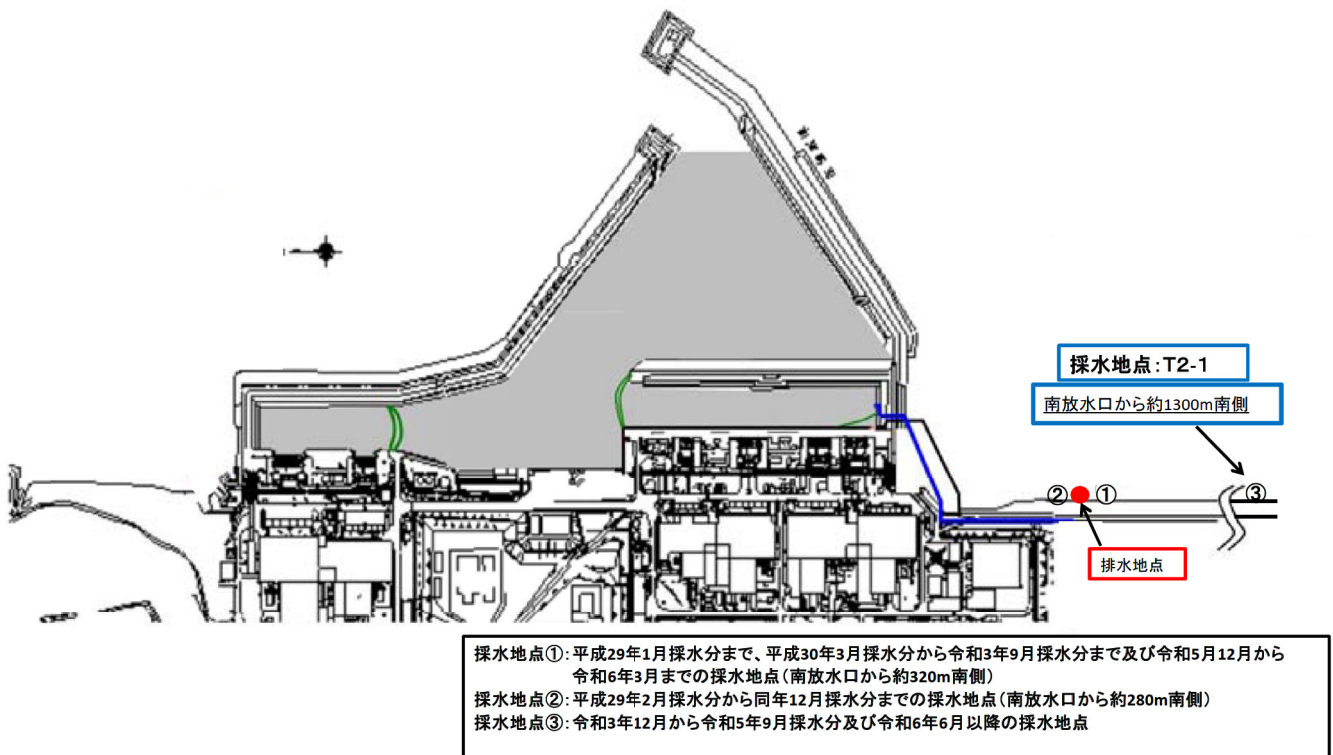 採水地点:T2-1
南放水口から約1300m南側
② ① ③
排水地点
採水地点①:平成29年1月採水分まで、平成30年3月採水分から令和3年9月採水分まで及び令和5月12月から
令和6年3月までの採水地点(南放水口から約320m南側)
採水地点②:平成29年2月採水分から同年12月採水分までの採水地点(南放水口から約280m南側)
採水地点③:令和3年12月から令和5年9月採水分及び令和6年6月以降の採水地点